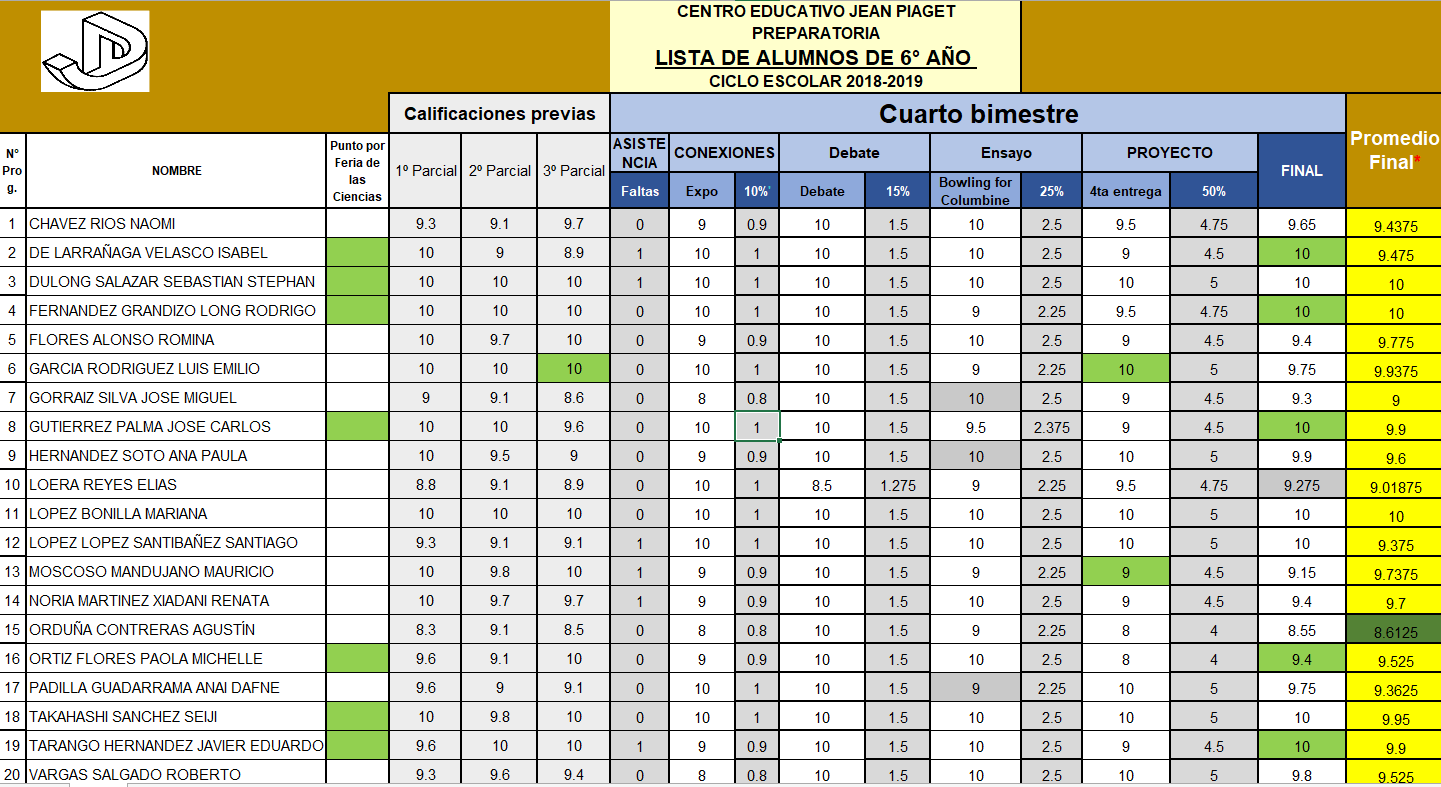 CENTRO EDUCATIVO JEAN PIAGET
PREPARATORIA
LISTA DE ALUMNOS DE 6° AÑO
CICLO ESCOLAR 2018-2019
Calificaciones previas Cuarto bimestre Promedio Final*
N° Prog. NOMBRE Punto por Feria de las Ciencias 1º Parcial 2º Parcial 3º Parcial ASISTENCIA CONEXIONES Debate Ensayo PROYECTO FINAL
Faltas Expo 10% Debate 15% Bowling for Columbine 25% 4ta entrega 50%
1 CHAVEZ RIOS NAOMI 9.3 9.1 9.7 0 9 0.9 10 1.5 10 2.5 9.5 4.75 9.65 9.4375
2 DE LARRAÑAGA VELASCO ISABEL 10 9 8.9 1 10 1 10 1.5 10 2.5 9 4.5 10 9.475
3 DULONG SALAZAR SEBASTIAN STEPHAN 10 10 10 1 10 1 10 1.5 10 2.5 10 5 10 10
4 FERNANDEZ GRANDIZO LONG RODRIGO 10 10 10 0 10 1 10 1.5 9 2.25 9.5 4.75 10 10
5 FLORES ALONSO ROMINA 10 9.7 10 0 9 0.9 10 1.5 10 2.5 9 4.5 9.4 9.775
6 GARCIA RODRIGUEZ LUIS EMILIO 10 10 10 0 10 1 10 1.5 9 2.25 10 5 9.75 9.9375
7 GORRAIZ SILVA JOSE MIGUEL 9 9.1 8.6 0 8 0.8 10 1.5 10 2.5 9 4.5 9.3 9
8 GUTIERREZ PALMA JOSE CARLOS 10 10 9.6 0 10 1 10 1.5 9.5 2.375 9 4.5 10 9.9
9 HERNANDEZ SOTO ANA PAULA 10 9.5 9 0 9 0.9 10 1.5 10 2.5 10 5 9.9 9.6
10 LOERA REYES ELIAS 8.8 9.1 8.9 0 10 1 8.5 1.275 9 2.25 9.5 4.75 9.275 9.01875
11 LOPEZ BONILLA MARIANA 10 10 10 0 10 1 10 1.5 10 2.5 10 5 10 10
12 LOPEZ LOPEZ SANTIBAÑEZ SANTIAGO 9.3 9.1 9.1 1 10 1 10 1.5 10 2.5 10 5 10 9.375
13 MOSCOSO MANDUJANO MAURICIO 10 9.8 10 1 9 0.9 10 1.5 9 2.25 9 4.5 9.15 9.7375
14 NORIA MARTINEZ XIADANI RENATA 10 9.7 9.7 1 9 0.9 10 1.5 10 2.5 9 4.5 9.4 9.7
15 ORDUÑA CONTRERAS AGUSTÍN 8.3 9.1 8.5 0 8 0.8 10 1.5 9 2.25 8 4 8.55 8.6125
16 ORTIZ FLORES PAOLA MICHELLE 9.6 9.1 10 0 9 0.9 10 1.5 10 2.5 8 4 9.4 9.525
17 PADILLA GUADARRAMA ANAI DAFNE 9.6 9 9.1 0 10 1 10 1.5 9 2.25 10 5 9.75 9.3625
18 TAKAHASHI SANCHEZ SEIJI 10 9.8 10 0 10 1 10 1.5 10 2.5 10 5 10 9.95
19 TARANGO HERNANDEZ JAVIER EDUARDO 9.6 10 10 1 9 0.9 10 1.5 10 2.5 9 4.5 10 9.9
20 VARGAS SALGADO ROBERTO 9.3 9.6 9.4 0 8 0.8 10 1.5 10 2.5 10 5 9.8 9.525